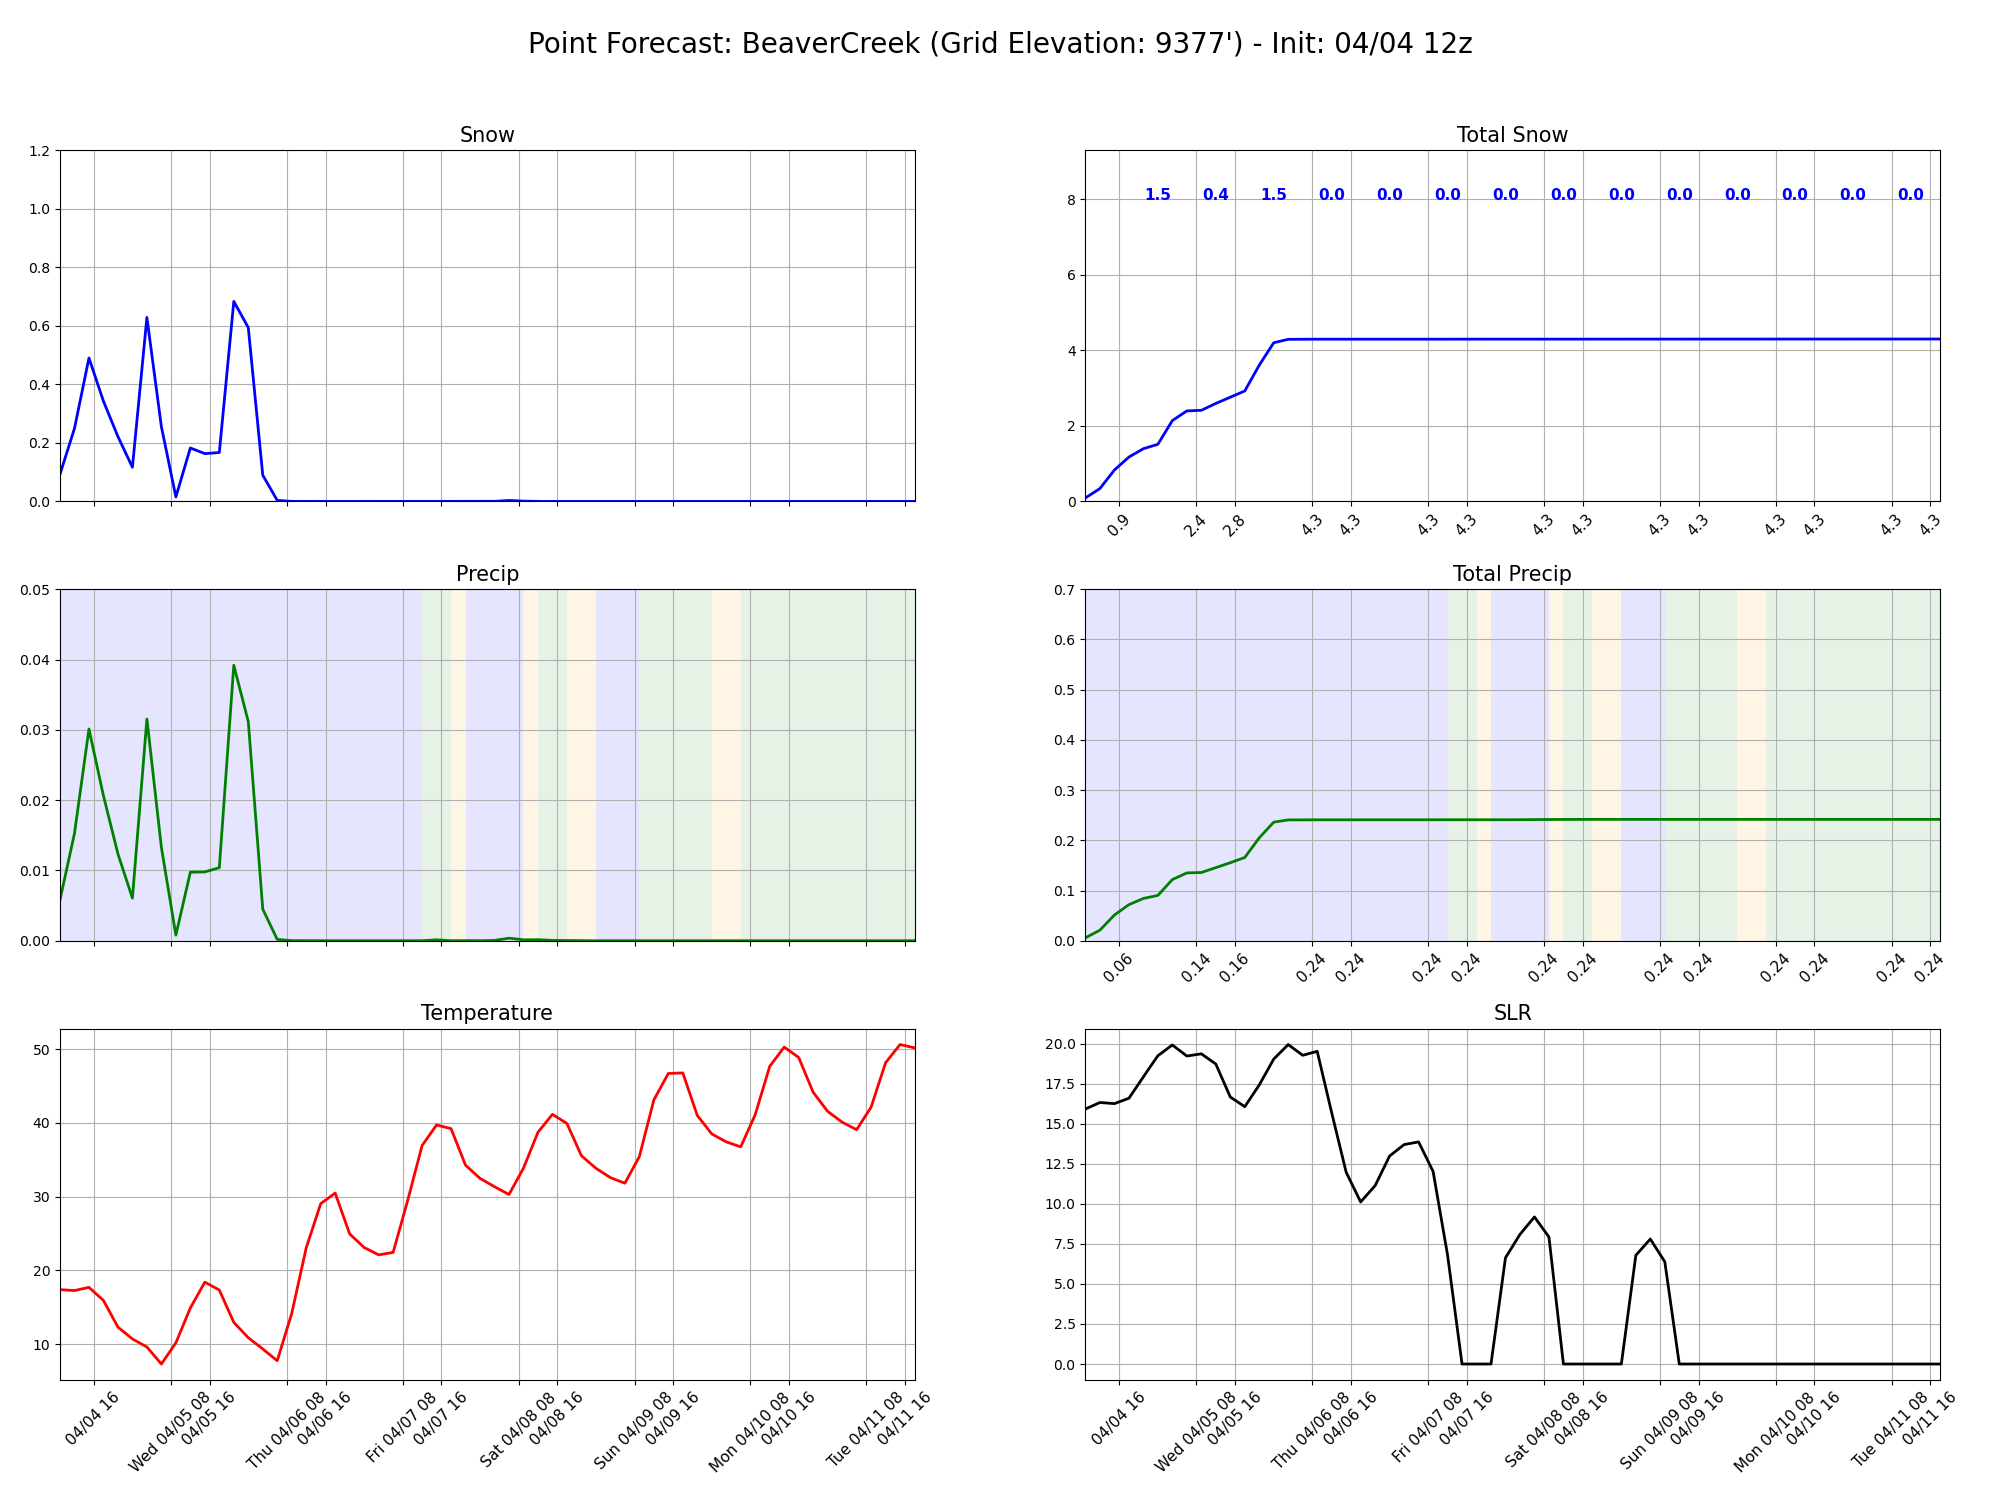 Point Forecast: BeaverCreek (Grid Elevation: 9377') - Init: 04/04 12z
Snow
1.2
1.0
0.8
0.6
0.4
0.2
0.0
Total Snow
8
6
4
2
0
1.5 0.4 1.5 0.0 0.0 0.0 0.0 0.0 0.0 0.0 0.0 0.0 0.0 0.0
0.9 2.4 2.8 4.3 4.3 4.3 4.3 4.3 4.3 4.3 4.3 4.3 4.3 4.3 4.3
Precip
0.05
0.04
0.03
0.02
0.01
0.00
Total Precip
0.7
0.6
0.5
0.4
0.3
0.2
0.1
0.0
0.06 0.14 0.16 0.24 0.24 0.24 0.24 0.24 0.24 0.24 0.24 0.24 0.24 0.24 0.24
Temperature
50
40
30
20
10
04/04 16
Wed 04/05 08
04/05 16
Thu 04/06 08
04/06 16
Fri 04/07 08
04/07 16
Sat 04/08 08
04/08 16
Sun 04/09 08
04/09 16
Mon 04/10 08
04/10 16
Tue 04/11 08
04/11 16
SLR
20.0
17.5
15.0
12.5
10.0
7.5
5.0
2.5
0.0
04/04 16
Wed 04/05 08
04/05 16
Thu 04/06 08
04/06 16
Fri 04/07 08
04/07 16
Sat 04/08 08
04/08 16
Sun 04/09 08
04/09 16
Mon 04/10 08
04/10 16
Tue 04/11 08
04/11 16